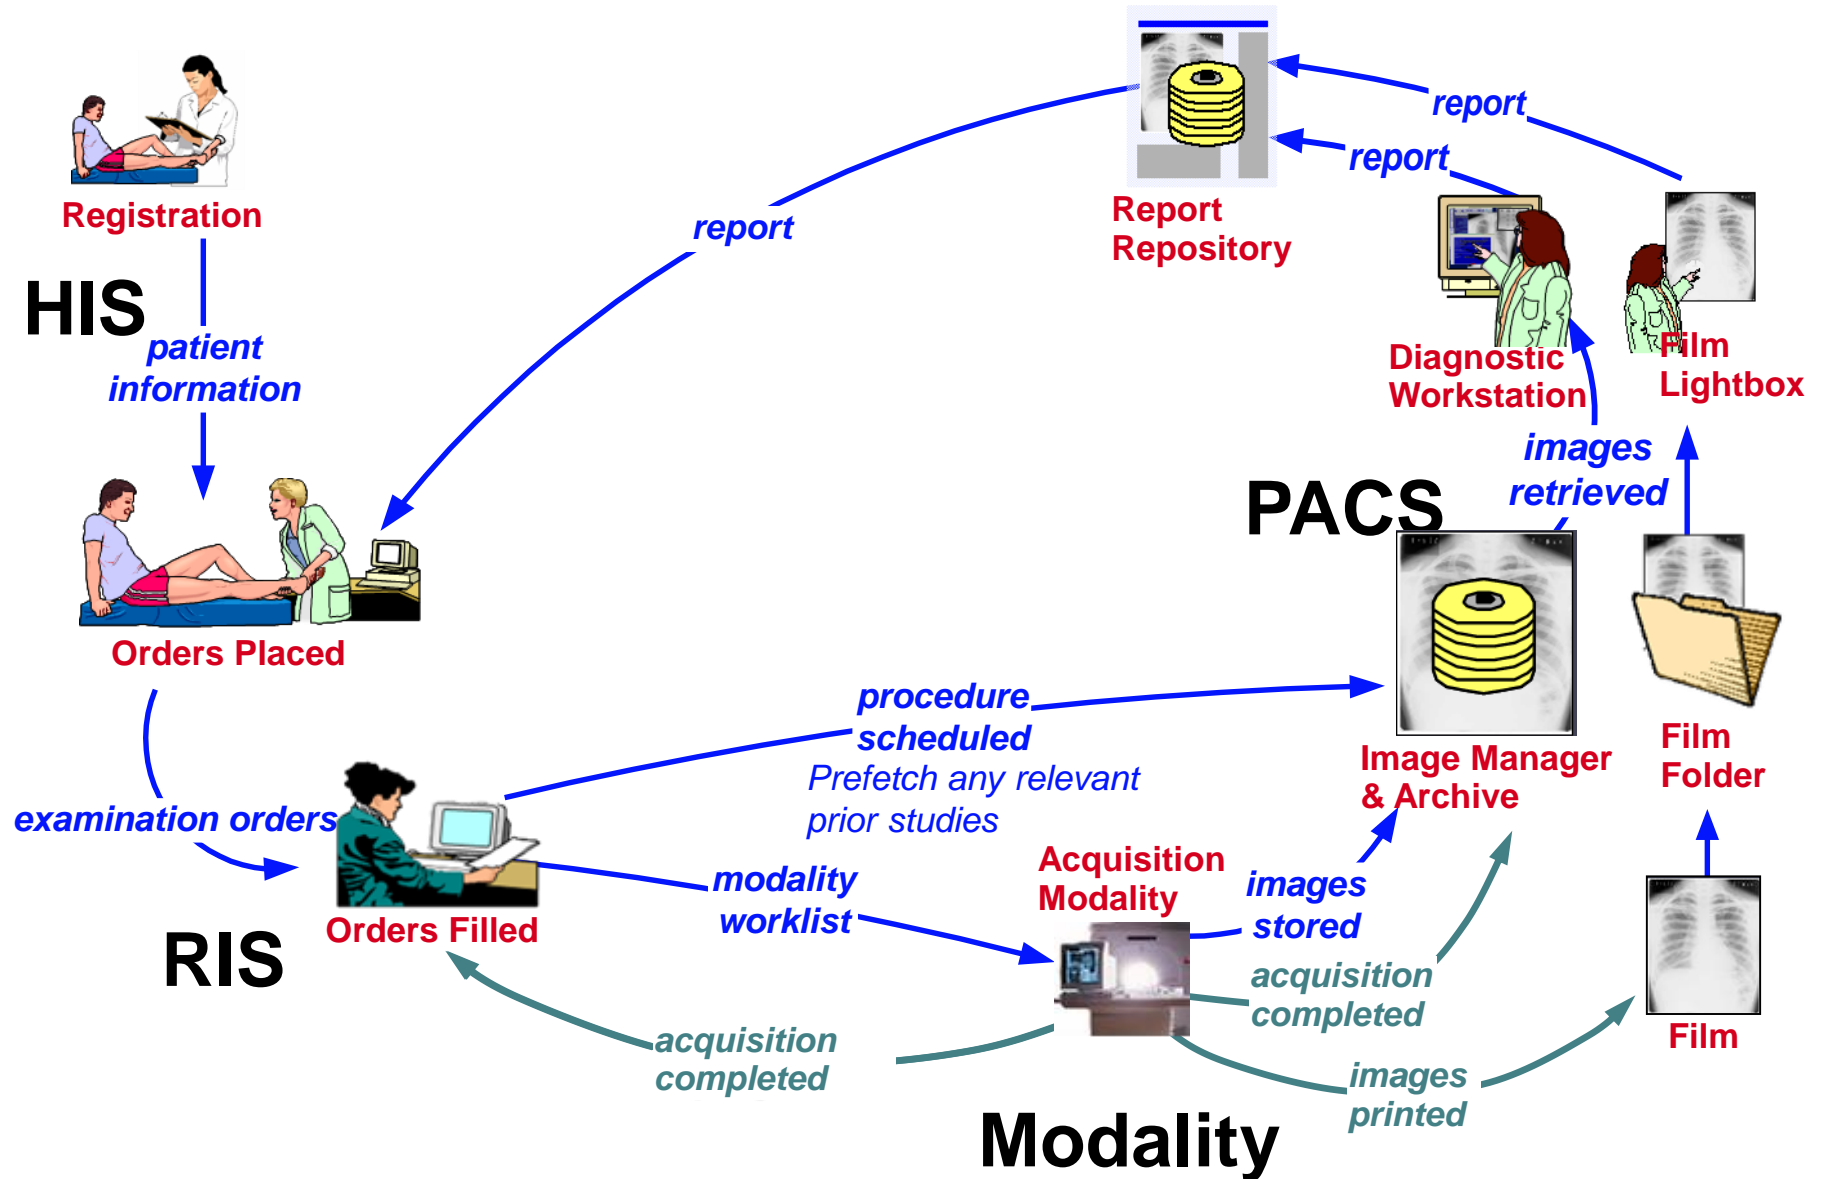 Registration
HIS
patient
information
Orders Placed
examination orders
RIS
Orders Filled
procedure
scheduled
Prefetch any relevant
prior studies
modality
worklist
acquisition
completed
Acquisition
Modality
Modality
images
stored
acquisition
completed
images
printed
Film
Film
Folder
Image Manager
& Archive
PACS
images
retrieved
Diagnostic
Workstation
Film
Lightbox
report
report
Report
Repository
report